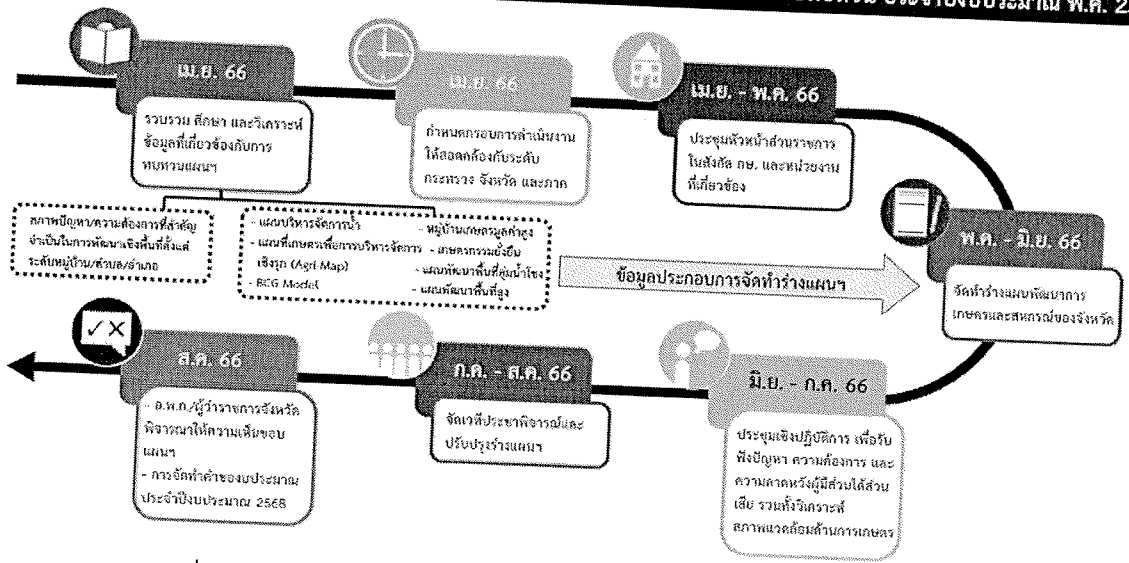 ประจำปีงบประมาณ พ.ศ. 2
เม.ย. 66
รวบรวม ศึกษา และวิเคราะห์
ข้อมูลที่เกี่ยวข้องกับการ
ทบทวนแผนฯ
เม.ย. 66
กำหนดกรอบการดำเนินงาน
ให้สอดคล้องกับระดับ
กระทรวง จังหวัด และภาค
เม.ย. - พ.ค. 66
ประชุมหัวหน้าส่วนราชการ
ในสังกัด กษ. และหน่วยงาน
ที่เกี่ยวข้อง
สภาพปัญหา/ความต้องการที่สำคัญ
จำเป็นในการพัฒนาเชิงพื้นที่ตั้งแต่
ระดับหมู่บ้าน/ตำบล/อำเภอ
- แผนบริหารจัดการน้ำ
- แผนที่เกษตรเพื่อการบริหารจัดการ
เชิงรุก (Agri-Map)
- BCG Model
- หมู่บ้านเกษตรมูลค่าสูง
- เกษตรกรรมยั่งยืน
- แผนพัฒนาพื้นที่ลุ่มน้ำโขง
- แผนพัฒนาพื้นที่สูง
ข้อมูลประกอบการจัดทำร่างแผนฯ
พ.ค. - มิ.ย. 66
จัดทำร่างแผนพัฒนาการ
เกษตรและสหกรณ์ของจังหวัด
มิ.ย. - ก.ค. 66
ประชุมเชิงปฏิบัติการ เพื่อรับ
ฟังปัญหา ความต้องการ และ
ความคาดหวังผู้มีส่วนได้ส่วน
เสีย รวมทั้งวิเคราะห์
สภาพแวดล้อมด้านการเกษตร
ก.ค. - ส.ค. 66
จัดเวทีประชาพิจารณ์และ
ปรับปรุงร่างแผนฯ
ส.ค. 66
- อ.พ.ก./ผู้ว่าราชการจังหวัด
พิจารณาให้ความเห็นชอบ
แผนฯ
- การจัดทำคำของบประมาณ
ประจำปีงบประมาณ 2568